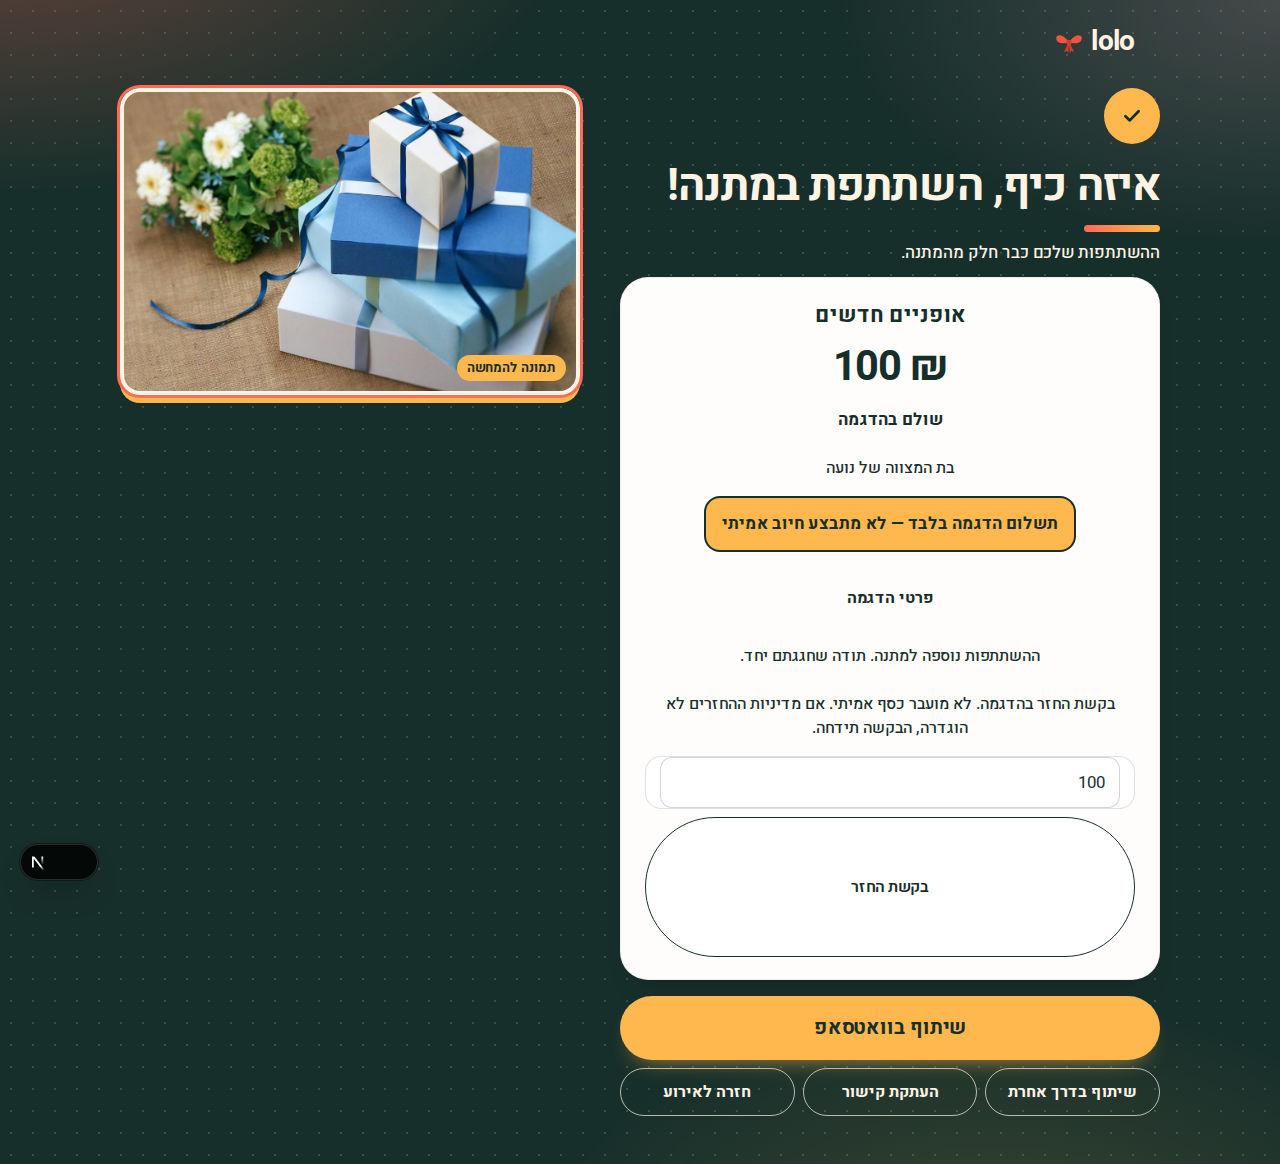 lolo
איזה כיף, השתתפת במתנה!
ההשתתפות שלכם כבר חלק מהמתנה.
תמונה להמחשה
אופניים חדשים
100 ₪
שולם בהדגמה
בת המצווה של נועה
תשלום הדגמה בלבד — לא מתבצע חיוב אמיתי
פרטי הדגמה
ההשתתפות נוספה למתנה. תודה שחגגתם יחד.
בקשת החזר בהדגמה. לא מועבר כסף אמיתי. אם מדיניות ההחזרים לא
הוגדרה, הבקשה תידחה.
100
בקשת החזר
שיתוף בוואטסאפ
שיתוף בדרך אחרת
העתקת קישור
חזרה לאירוע
N